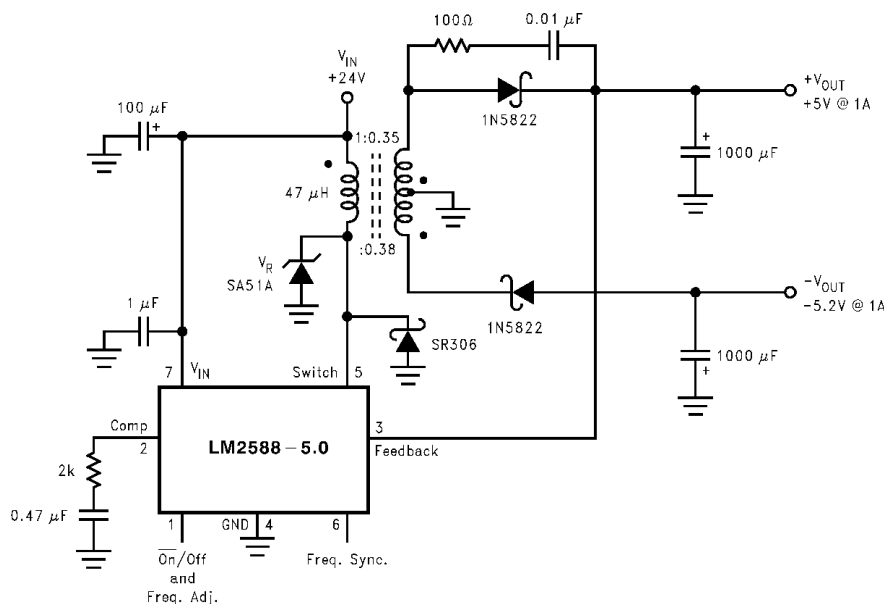 100Ω
0.01 μF
V_IN
+24V
+V_OUT
+5V @ 1A
1N5822
100 μF
+
1:0.35
+
1000 μF
47 μH
:0.38
V_R
SA51A
-V_OUT
-5.2V @ 1A
1N5822
1 μF
SR306
1000 μF
+
7
V_IN
Switch
5
Comp
2
LM2588-5.0
3
Feedback
2k
0.47 μF
1
GND
4
6
On/Off
and
Freq. Adj.
Freq. Sync.